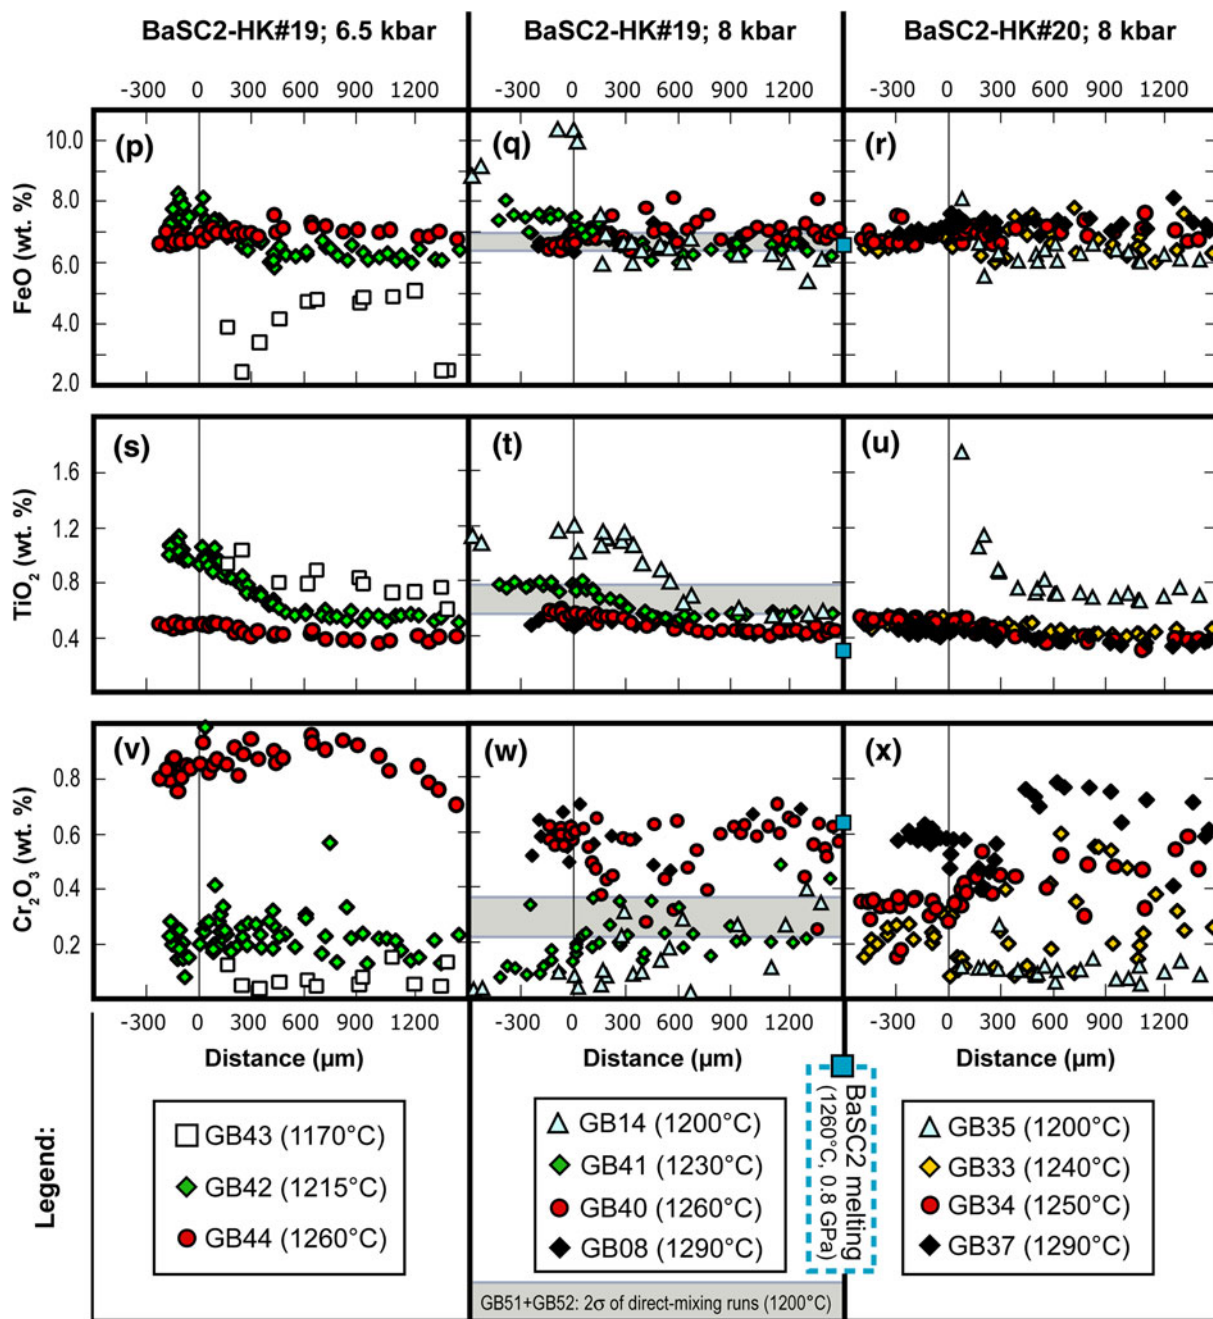 BaSC2-HK#19; 6.5 kbar BaSC2-HK#19; 8 kbar BaSC2-HK#20; 8 kbar
-300 0 300 600 900 1200 -300 0 300 600 900 1200 -300 0 300 600 900 1200
(p) (q) (r)
FeO (wt. %)
10.0
8.0
6.0
4.0
2.0
(s) (t) (u)
TiO2 (wt. %)
1.6
1.2
0.8
0.4
(v) (w) (x)
Cr2O3 (wt. %)
0.8
0.6
0.4
0.2
-300 0 300 600 900 1200 -300 0 300 600 900 1200 -300 0 300 600 900 1200
Distance (µm) Distance (µm) Distance (µm)
Legend:
GB43 (1170°C)
GB42 (1215°C)
GB44 (1260°C)
GB14 (1200°C)
GB41 (1230°C)
GB40 (1260°C)
GB08 (1290°C)
BaSC2 melting
(1260°C, 0.8 GPa)
GB35 (1200°C)
GB33 (1240°C)
GB34 (1250°C)
GB37 (1290°C)
GB51+GB52: 2σ of direct-mixing runs (1200°C)